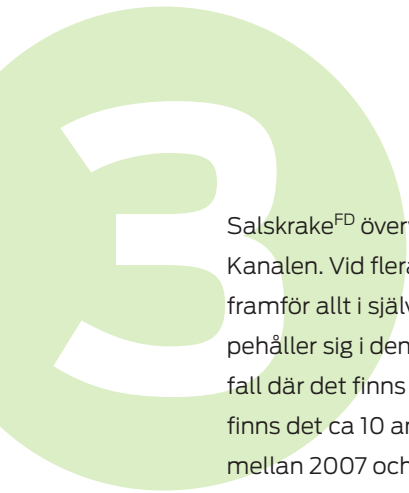 3
SalskrakeFD över
Kanalen. Vid flera
framför allt i själv
pehåller sig i den
fall där det finns
finns det ca 10 ar
mellan 2007 och